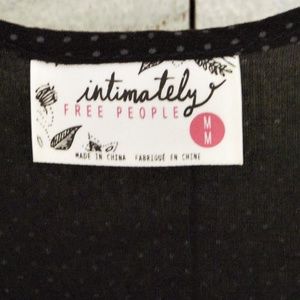 intimately
FREE PEOPLE
M
M
MADE IN CHINA FABRIQUÉ EN CHINE